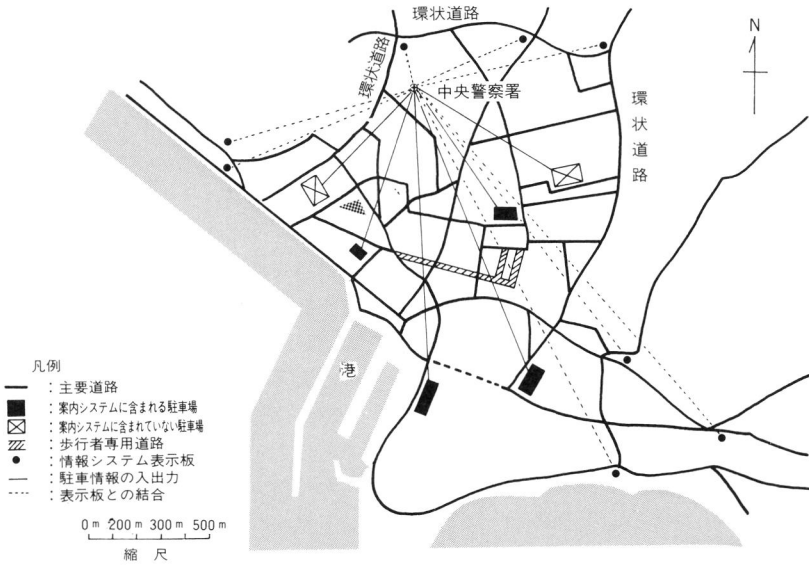 環状道路
環状道路
中央警察署
環状道路
N
港
凡例
：主要道路
：案内システムに含まれる駐車場
：案内システムに含まれていない駐車場
：歩行者専用道路
：情報システム表示板
：駐車情報の入出力
：表示板との結合
0 m 200 m 300 m 500 m
縮 尺